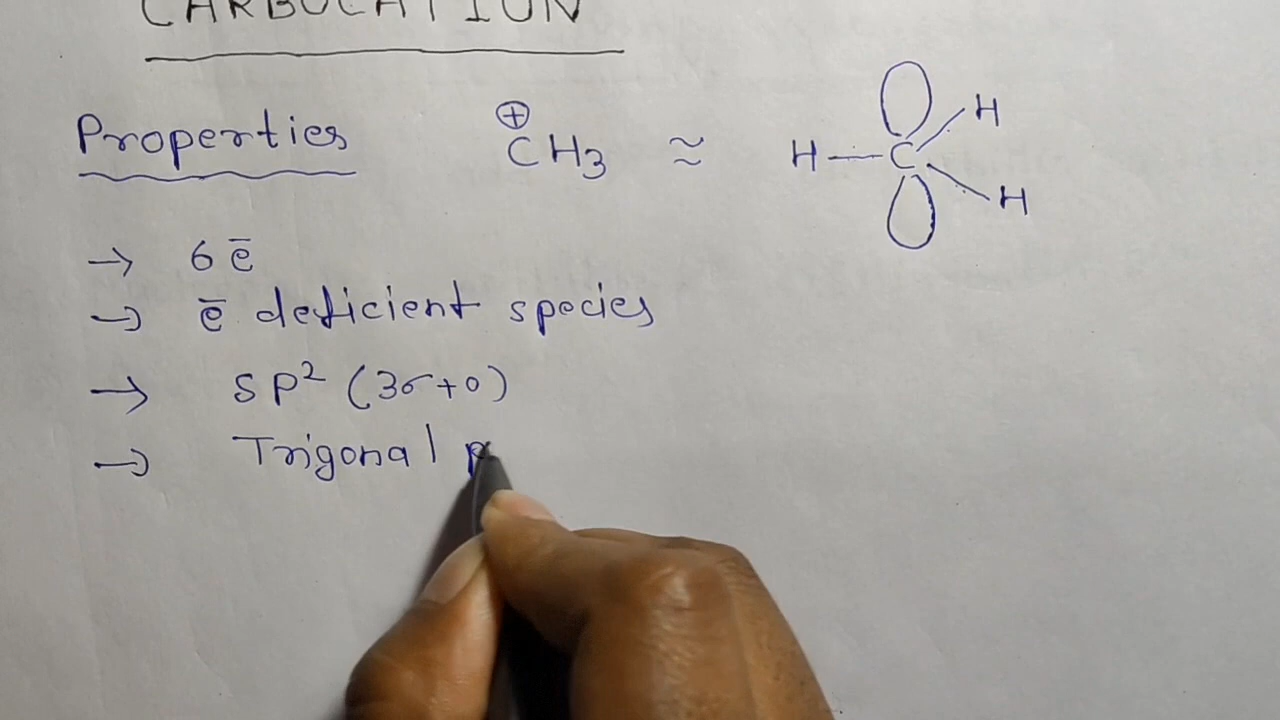 CARBOCATION
Properties ⊕CH3 ≈ H—C H H
→ 6 ē
→ ē deficient species
→ SP² (3σ+0)
→ Trigonal p